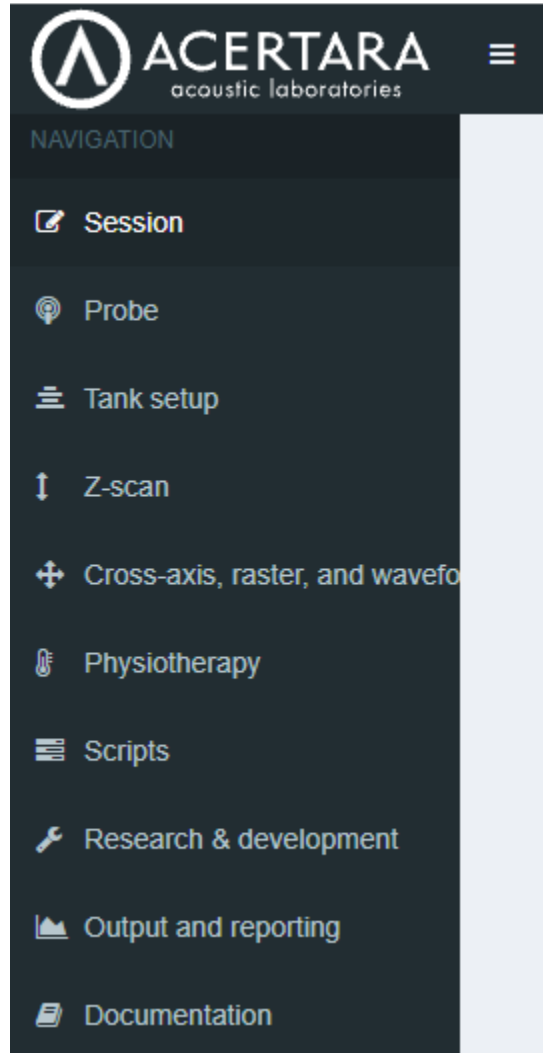 ACERTARA
acoustic laboratories
NAVIGATION
Session
Probe
Tank setup
Z-scan
Cross-axis, raster, and wavefo
Physiotherapy
Scripts
Research & development
Output and reporting
Documentation